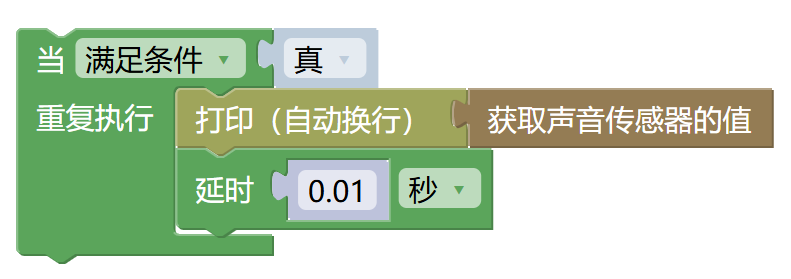 当 满足条件 真
重复执行 打印（自动换行） 获取声音传感器的值
延时 0.01 秒